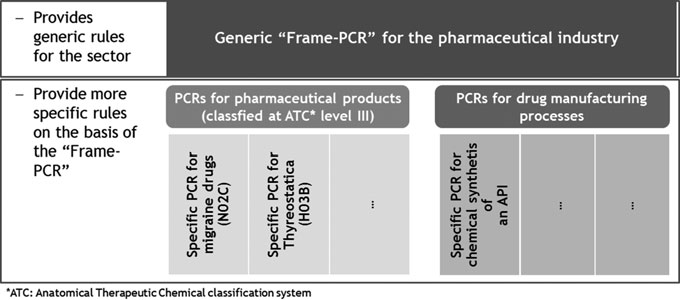 – Provides
generic rules
for the sector
Generic “Frame-PCR” for the pharmaceutical industry
– Provide more
specific rules
on the basis of
the “Frame-
PCR”
PCRs for pharmaceutical products
(classfied at ATC* level III)
Specific PCR for
migraine drugs
(N02C)
Specific PCR for
Thyreostatica
(H03B)
...
PCRs for drug manufacturing
processes
Specific PCR for
chemical synthetis
of
an API
...
...
*ATC: Anatomical Therapeutic Chemical classification system